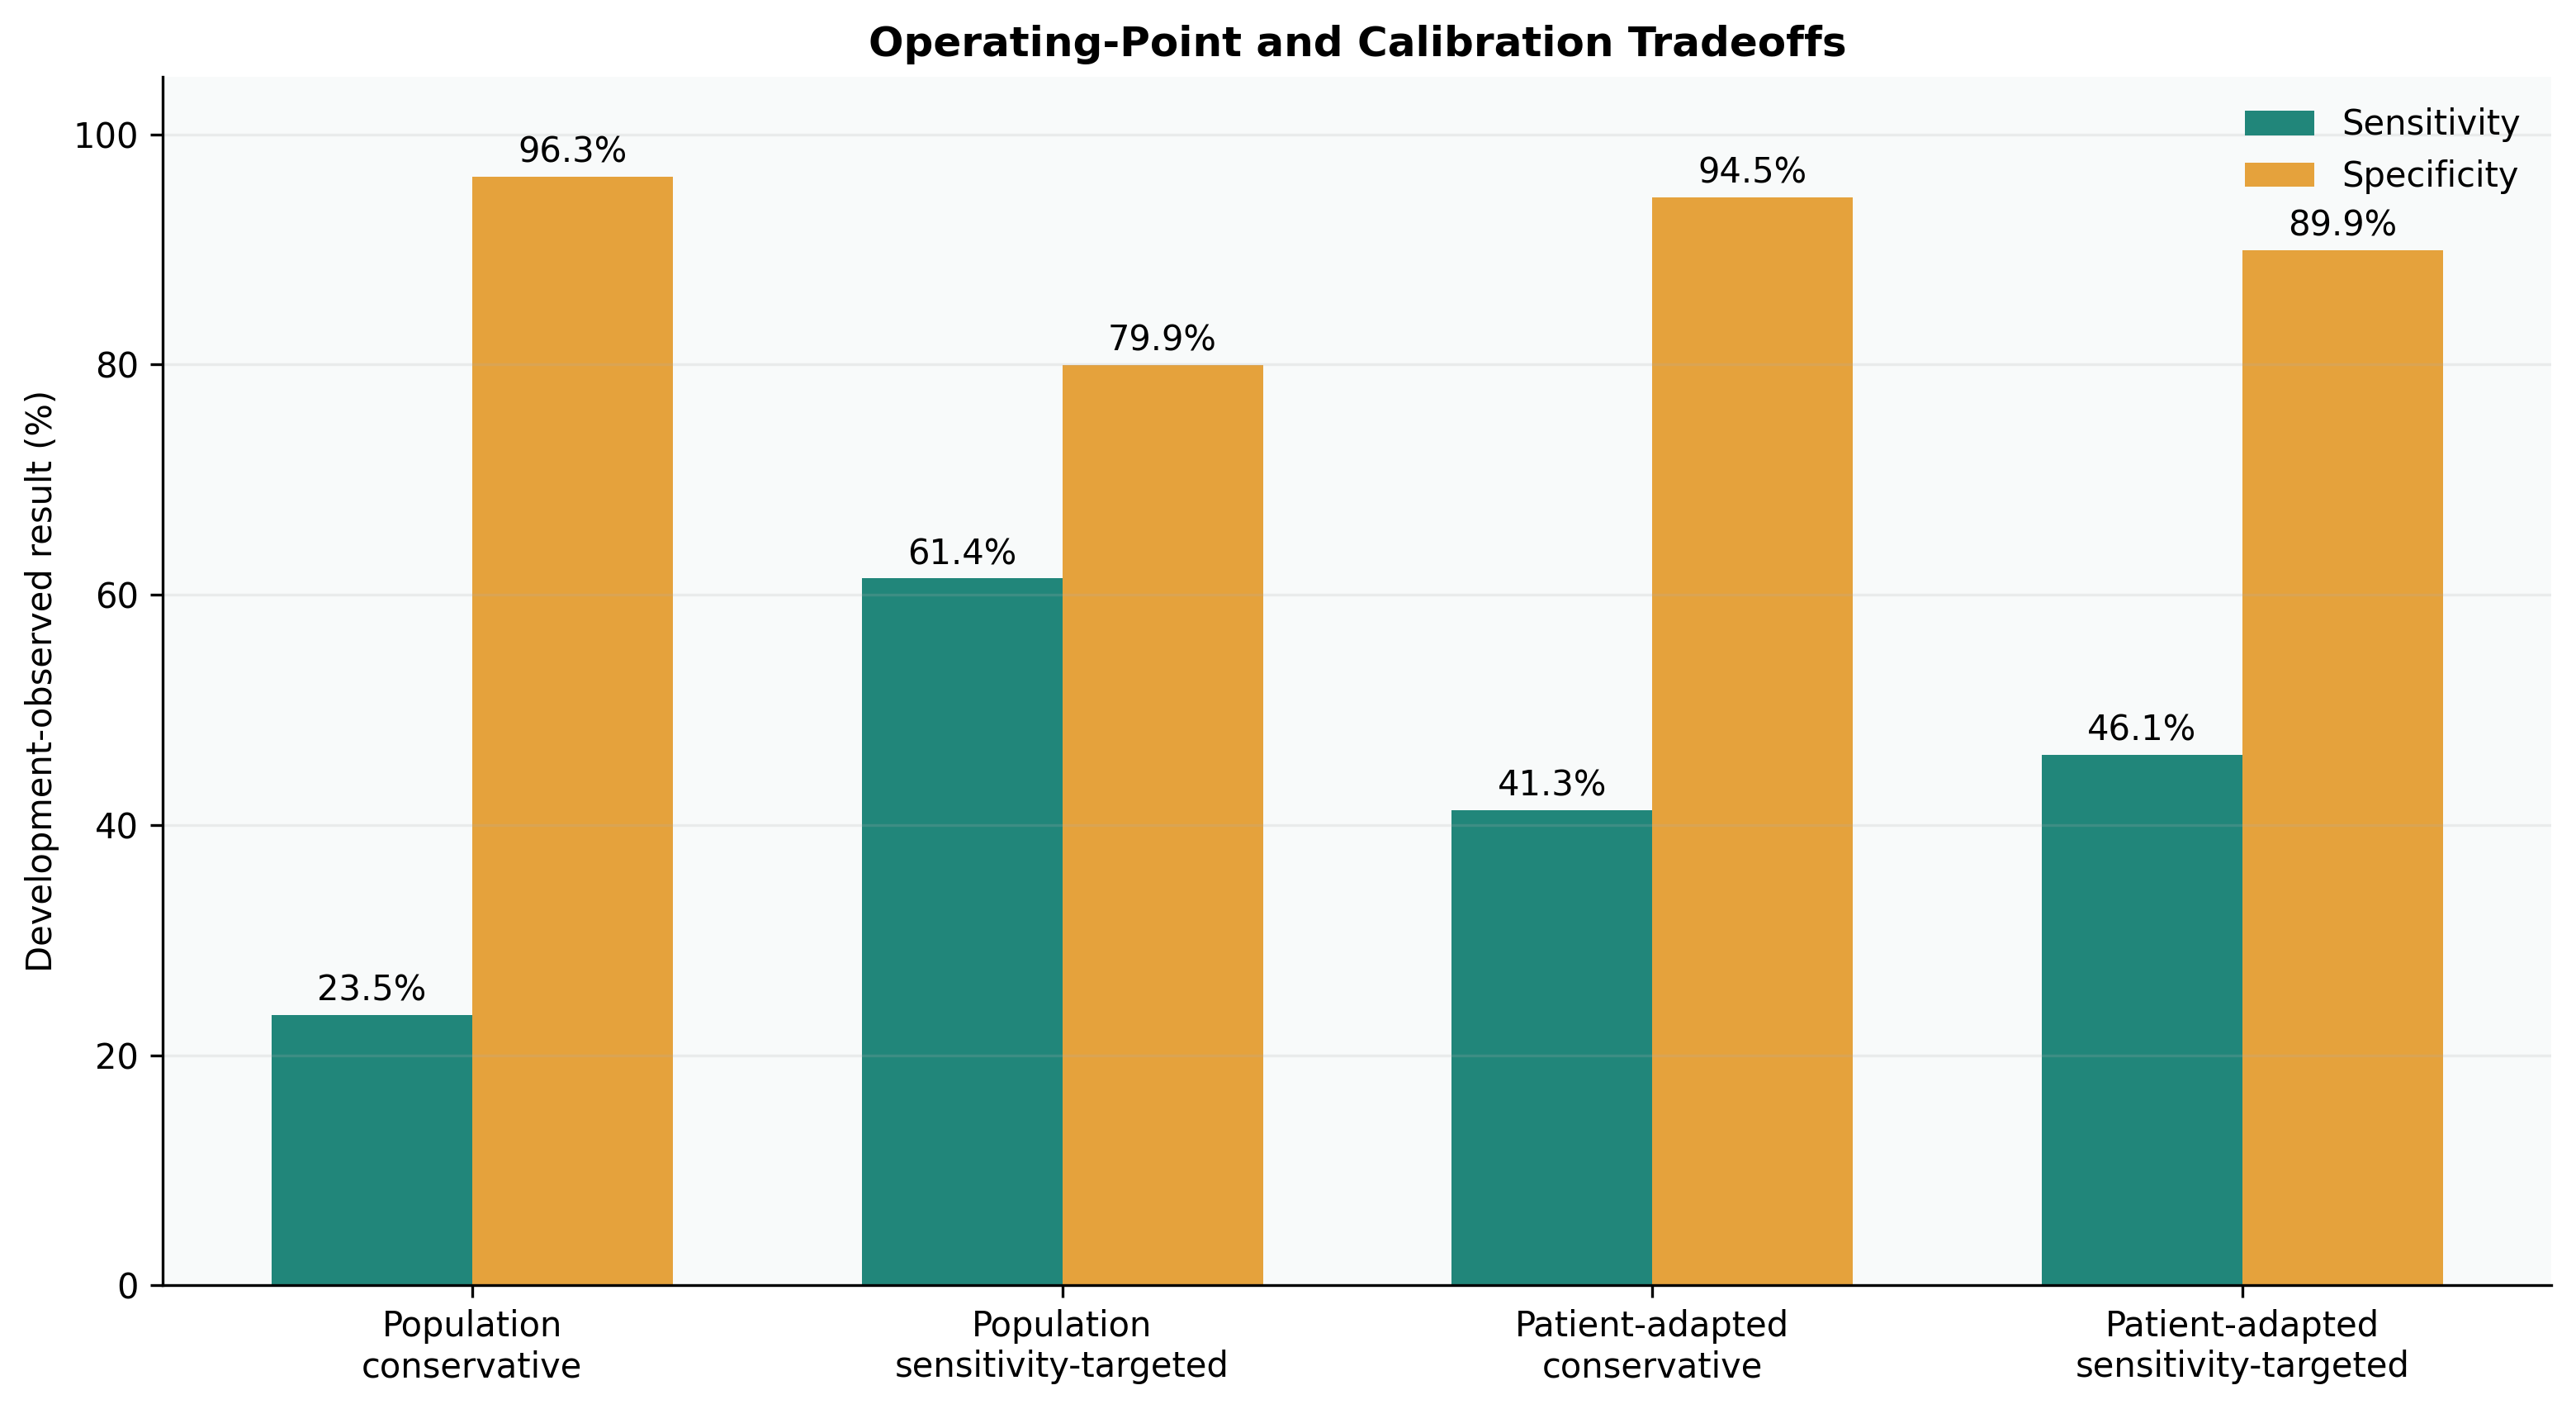 Operating-Point and Calibration Tradeoffs
Development-observed result (%)
100
80
60
40
20
0
Sensitivity
Specificity
23.5%
96.3%
61.4%
79.9%
41.3%
94.5%
46.1%
89.9%
Population
conservative
Population
sensitivity-targeted
Patient-adapted
conservative
Patient-adapted
sensitivity-targeted